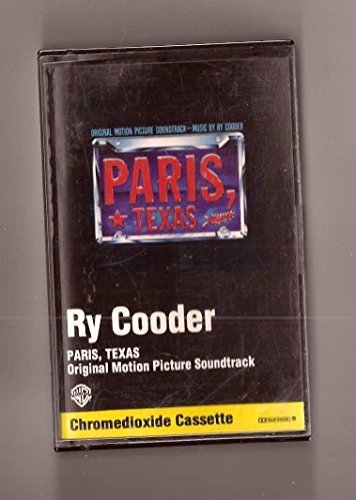 ORIGINAL MOTION PICTURE SOUNDTRACK—MUSIC BY RY COODER
PARIS,
TEXAS
Ry Cooder
PARIS, TEXAS
Original Motion Picture Soundtrack
Chromedioxide Cassette